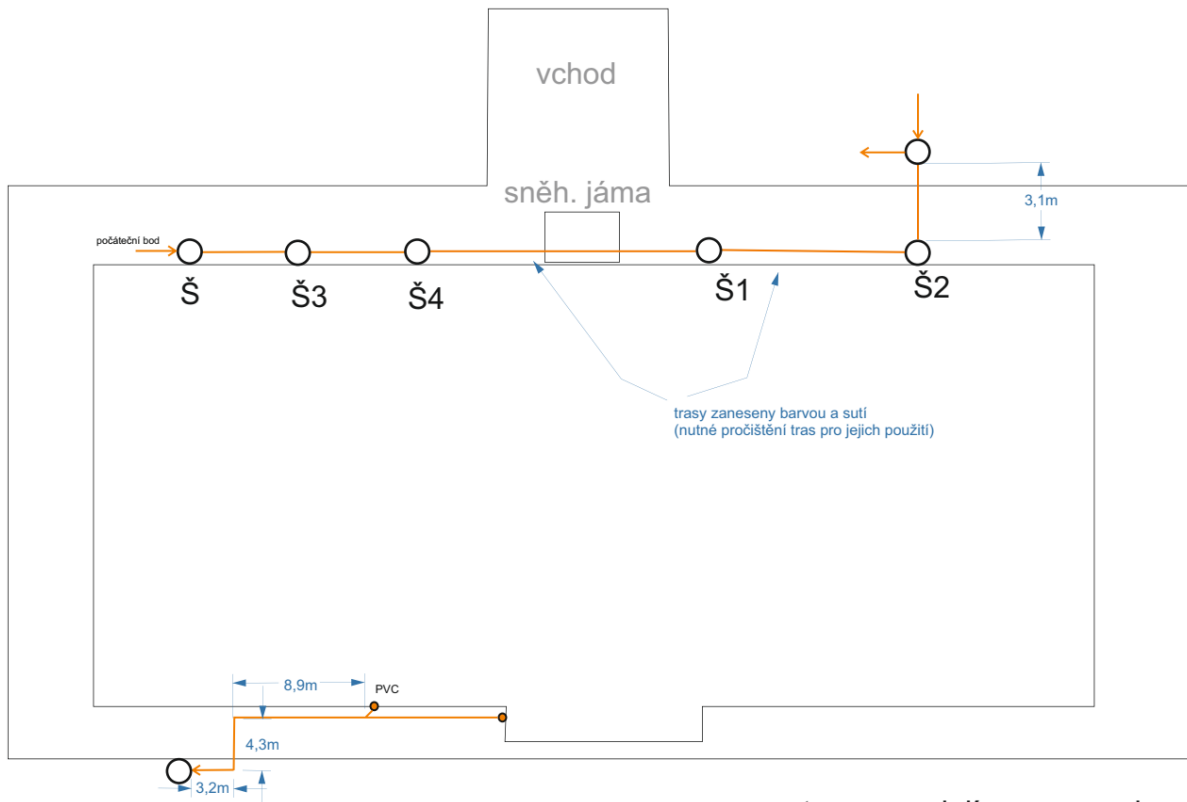 vchod
sněh. jáma
3,1m
počáteční bod
Š
Š3
Š4
Š1
Š2
trasy zaneseny barvou a sutí
(nutné pročištění tras pro jejich použití)
8,9m
PVC
4,3m
3,2m